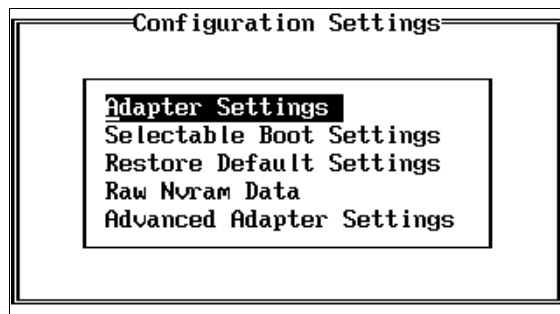 Configuration Settings
Adapter Settings
Selectable Boot Settings
Restore Default Settings
Raw Nvram Data
Advanced Adapter Settings